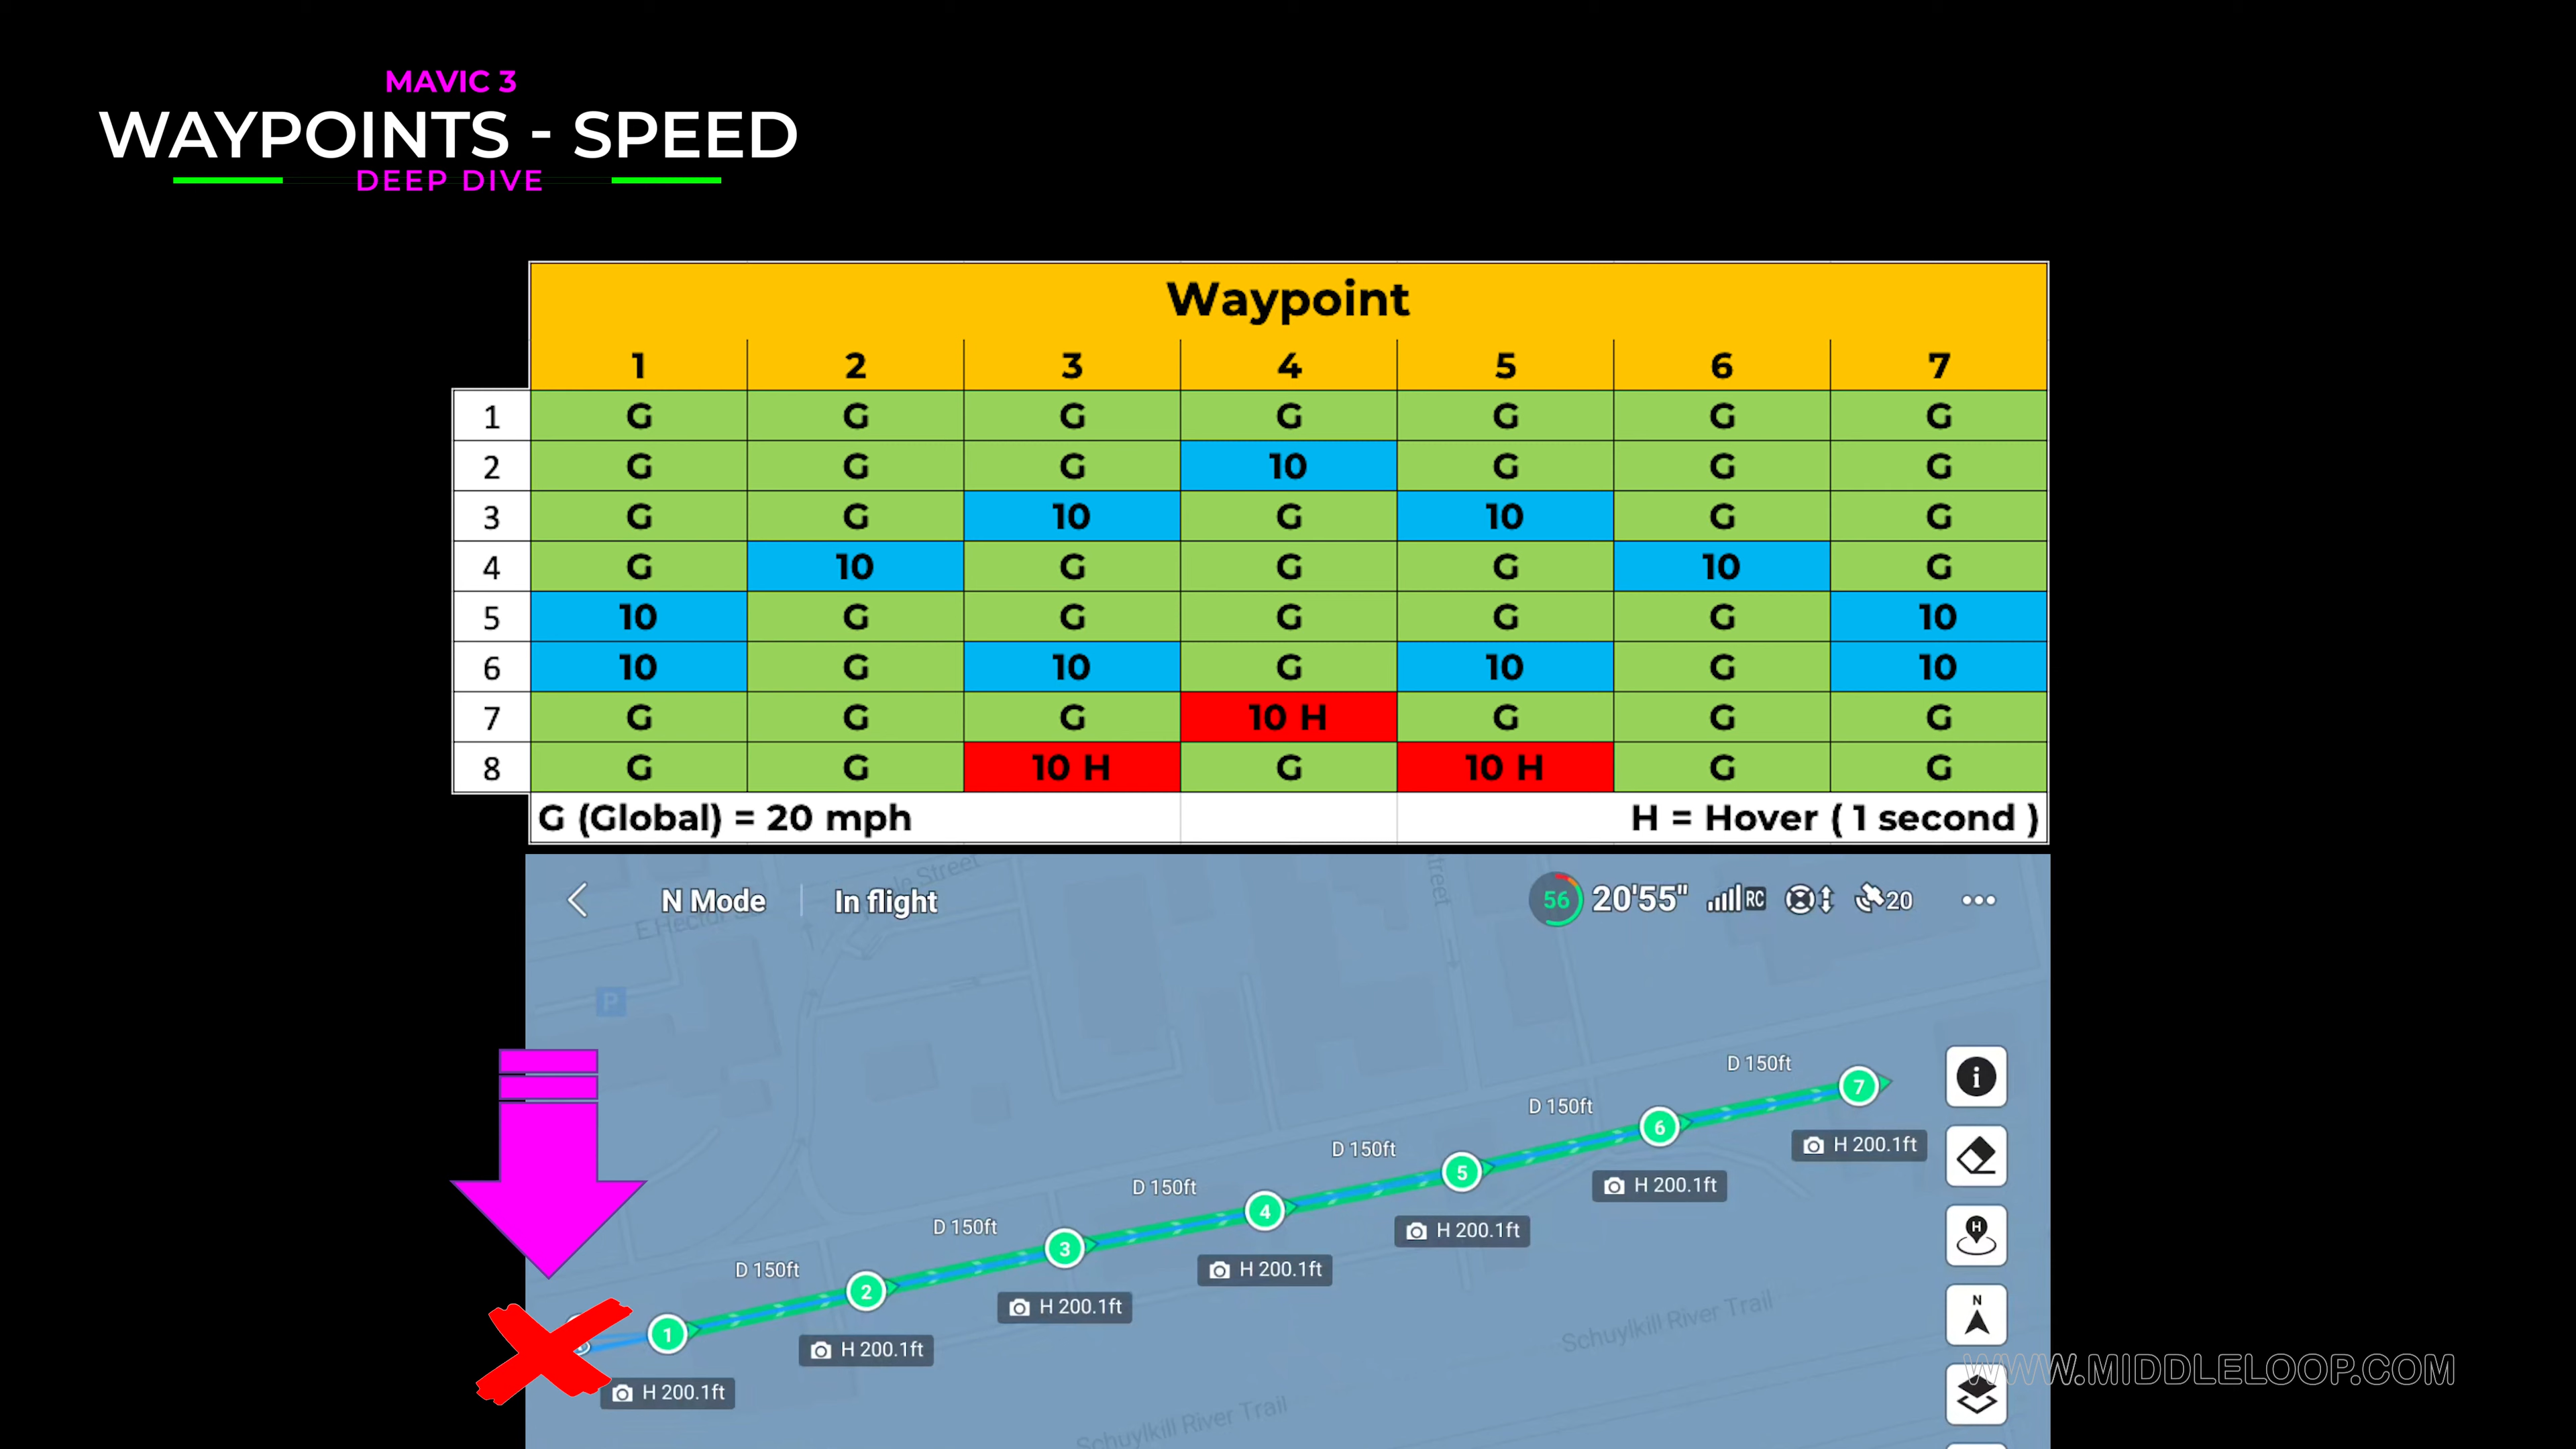 MAVIC 3
WAYPOINTS - SPEED
DEEP DIVE
Waypoint
1 2 3 4 5 6 7
1 G G G G G G G
2 G G G 10 G G G
3 G G 10 G 10 G G
4 G 10 G G G 10 G
5 10 G G G G G 10
6 10 G 10 G 10 G 10
7 G G G 10 H G G G
8 G G 10 H G 10 H G G
G (Global) = 20 mph H = Hover ( 1 second )
N Mode In flight 56 20'55" RC 20
E Hector
Street
P
i
D 150ft
7
D 150ft
6
H 200.1ft
D 150ft
5
H 200.1ft
D 150ft
4
H 200.1ft
H
D 150ft
3
H 200.1ft
D 150ft
2
H 200.1ft
N
Schuylkill River Trail
1
H 200.1ft
H 200.1ft
WWW.MIDDLELOOP.COM
Schuylkill River Trail